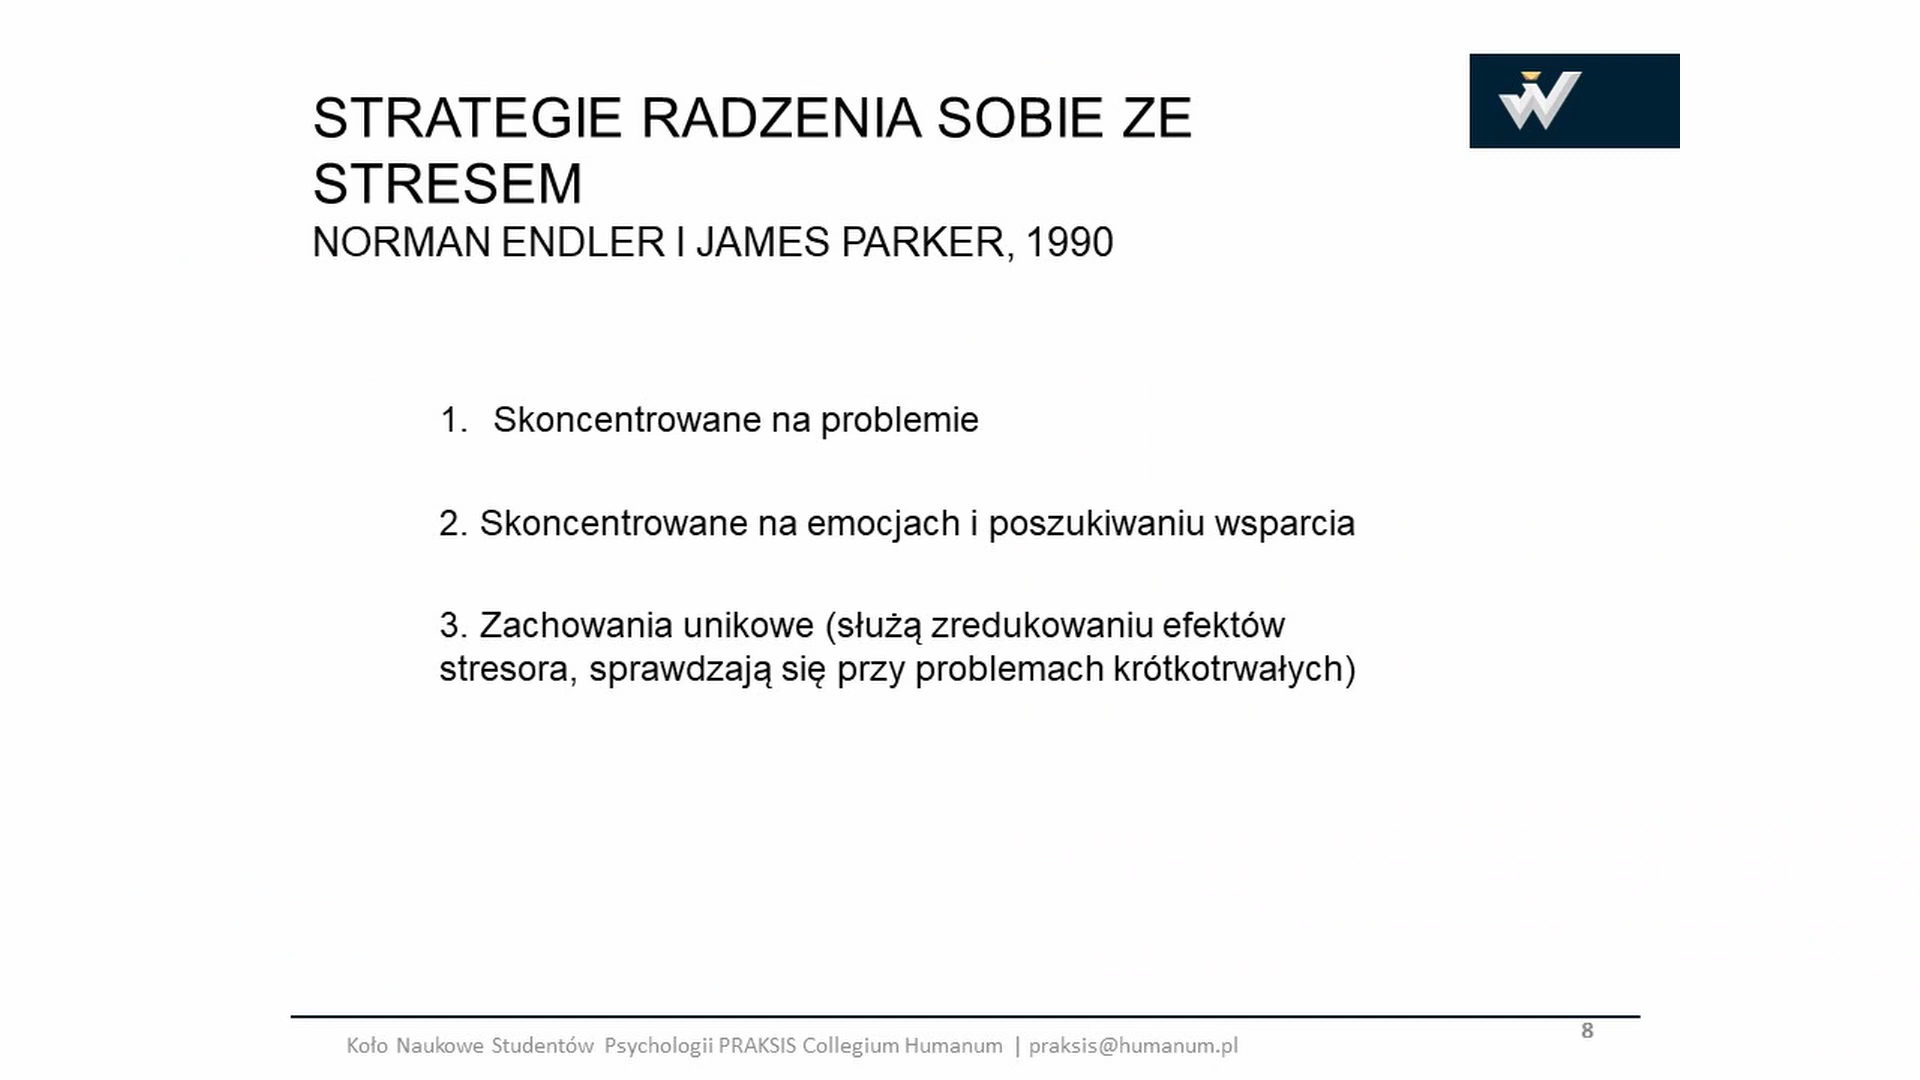 STRATEGIE RADZENIA SOBIE ZE
STRESEM
NORMAN ENDLER I JAMES PARKER, 1990
1. Skoncentrowane na problemie
2. Skoncentrowane na emocjach i poszukiwaniu wsparcia
3. Zachowania unikowe (służą zredukowaniu efektów
stresora, sprawdzają się przy problemach krótkotrwałych)
8
Koło Naukowe Studentów Psychologii PRAKSIS Collegium Humanum | praksis@humanum.pl